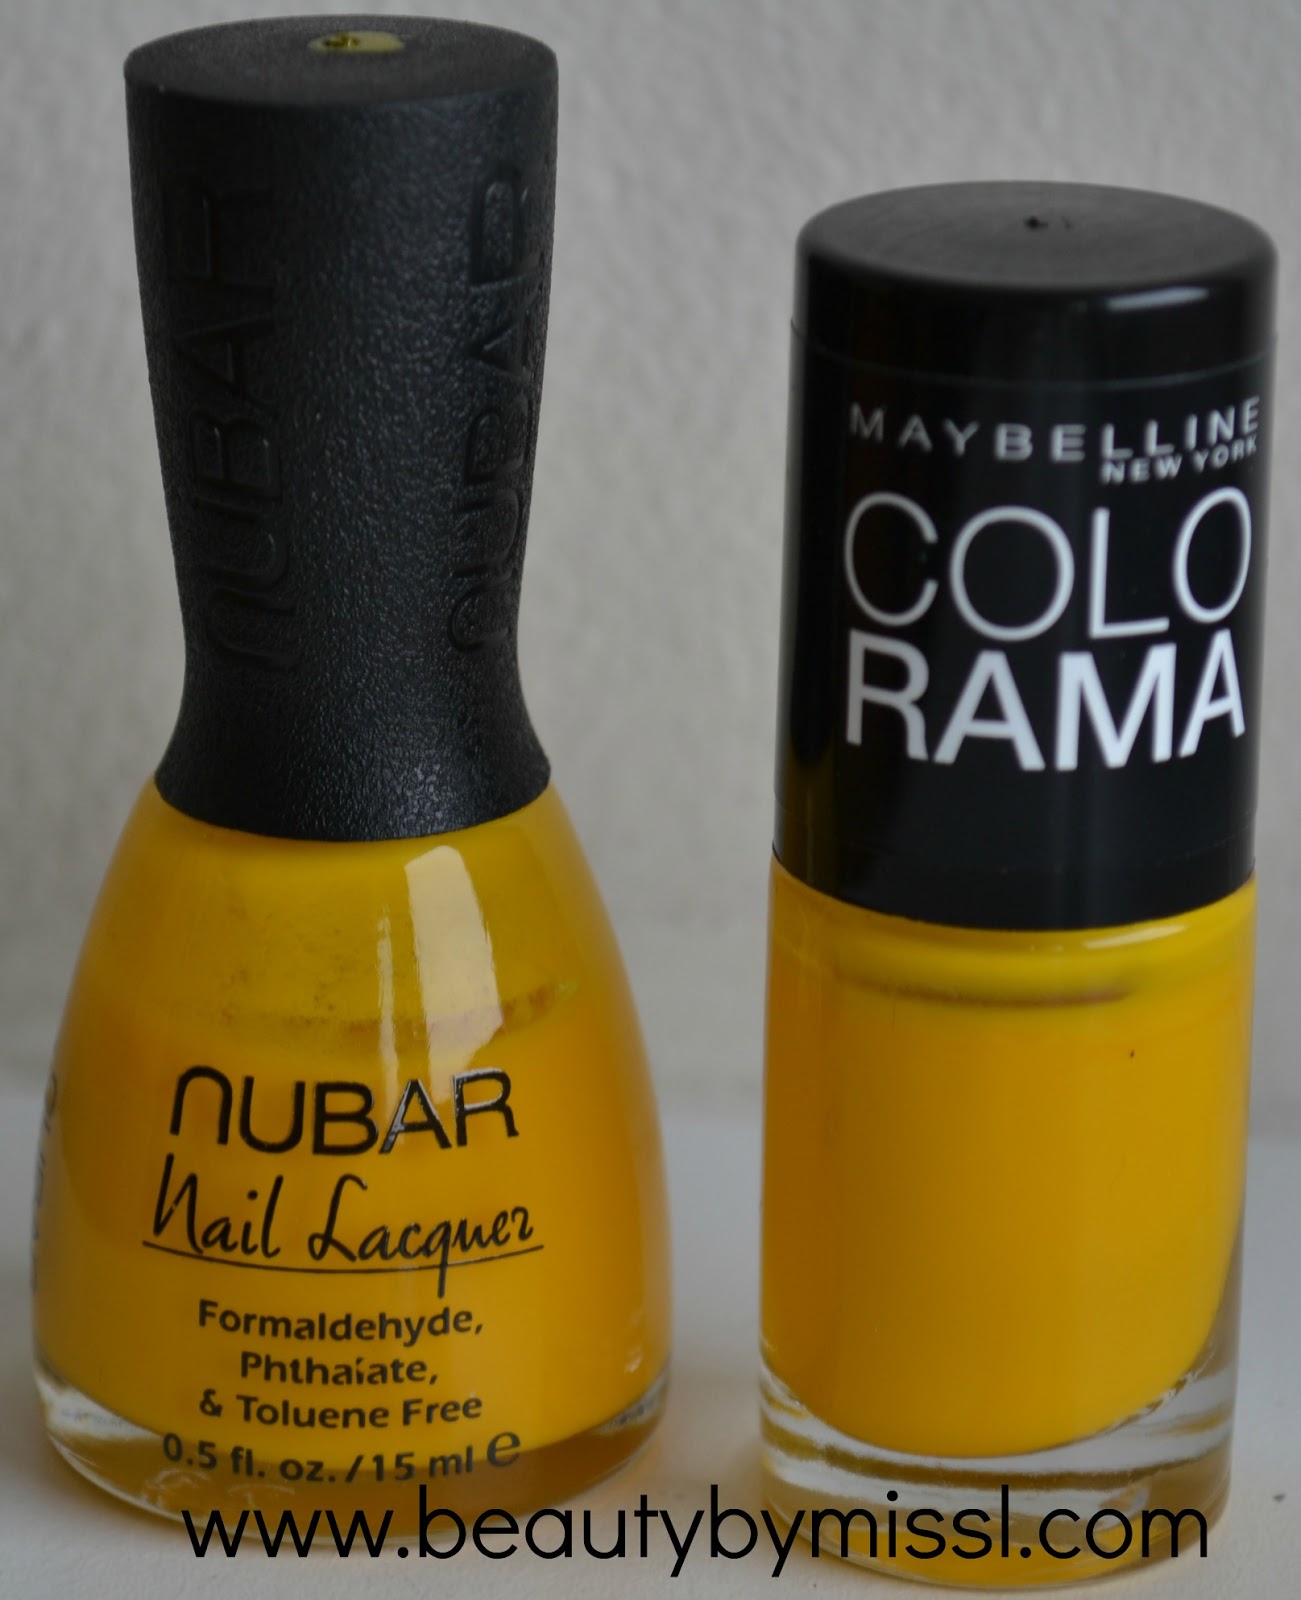 NUBAR
NUBAR
NUBAR
Nail Lacquer
Formaldehyde,
Phthalate,
& Toluene Free
0.5 fl. oz./15 ml e
MAYBELLINE
NEW YORK
COLO
RAMA
www.beautybymissl.com